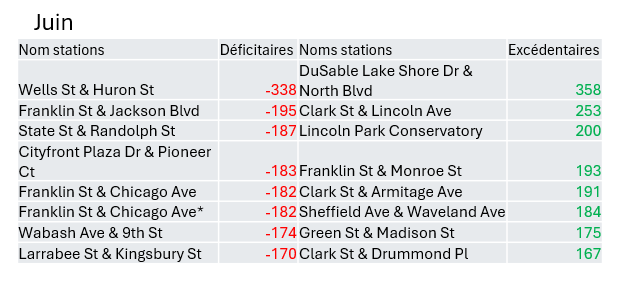 Juin
Nom stations Déficitaires Noms stations Excédentaires
DuSable Lake Shore Dr &
Wells St & Huron St -338 North Blvd 358
Franklin St & Jackson Blvd -195 Clark St & Lincoln Ave 253
State St & Randolph St -187 Lincoln Park Conservatory 200
Cityfront Plaza Dr & Pioneer
Ct -183 Franklin St & Monroe St 193
Franklin St & Chicago Ave -182 Clark St & Armitage Ave 191
Franklin St & Chicago Ave* -182 Sheffield Ave & Waveland Ave 184
Wabash Ave & 9th St -174 Green St & Madison St 175
Larrabee St & Kingsbury St -170 Clark St & Drummond Pl 167